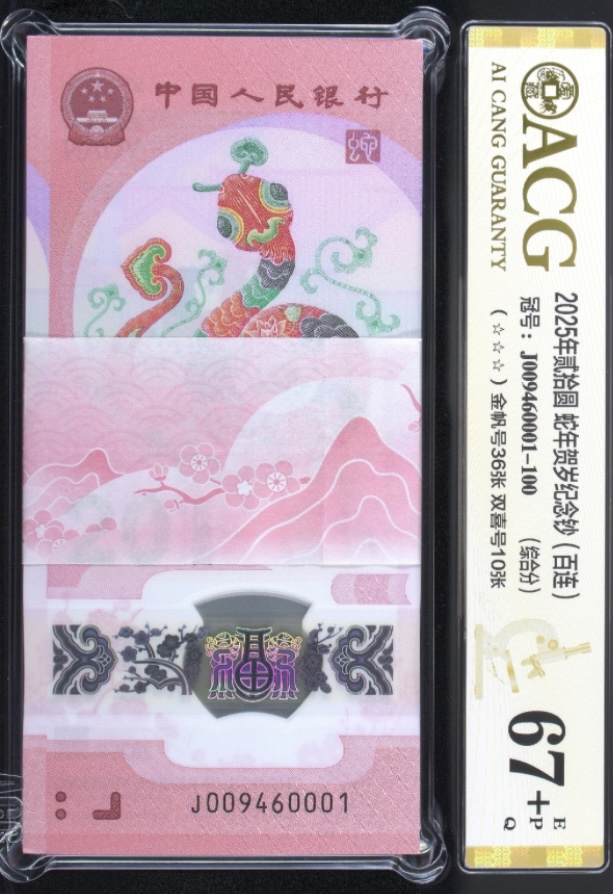 中国人民银行
蛇
J009460001
ACG
AI CANG GUARANTY
2025年贰拾圆 蛇年贺岁纪念钞（百连）
冠号：J009460001-100 （综合分）
（☆☆☆）金帆号36张 双喜号10张
67+
E
P
Q